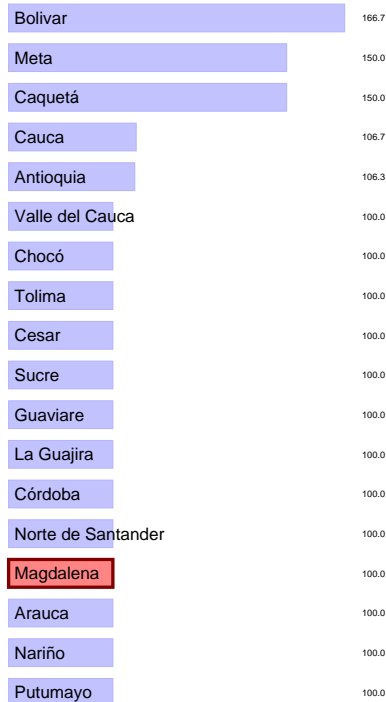 Bolivar 166.7
Meta 150.0
Caquetá 150.0
Cauca 106.7
Antioquia 106.3
Valle del Cauca 100.0
Chocó 100.0
Tolima 100.0
Cesar 100.0
Sucre 100.0
Guaviare 100.0
La Guajira 100.0
Córdoba 100.0
Norte de Santander 100.0
Magdalena 100.0
Arauca 100.0
Nariño 100.0
Putumayo 100.0